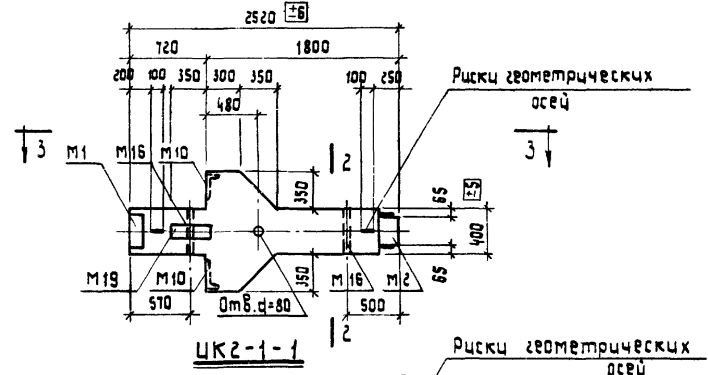 2520 ±6
720 1800
200 100 350 300 350 100 250
Риски геометрических
осей
480
3 3
М1 М16 М10 2
350 65 ±5
400
М19 М10 350 М16 М2 65
570 Отв.d=80 500
2
ЦК2-1-1
Риски геометрических
осей